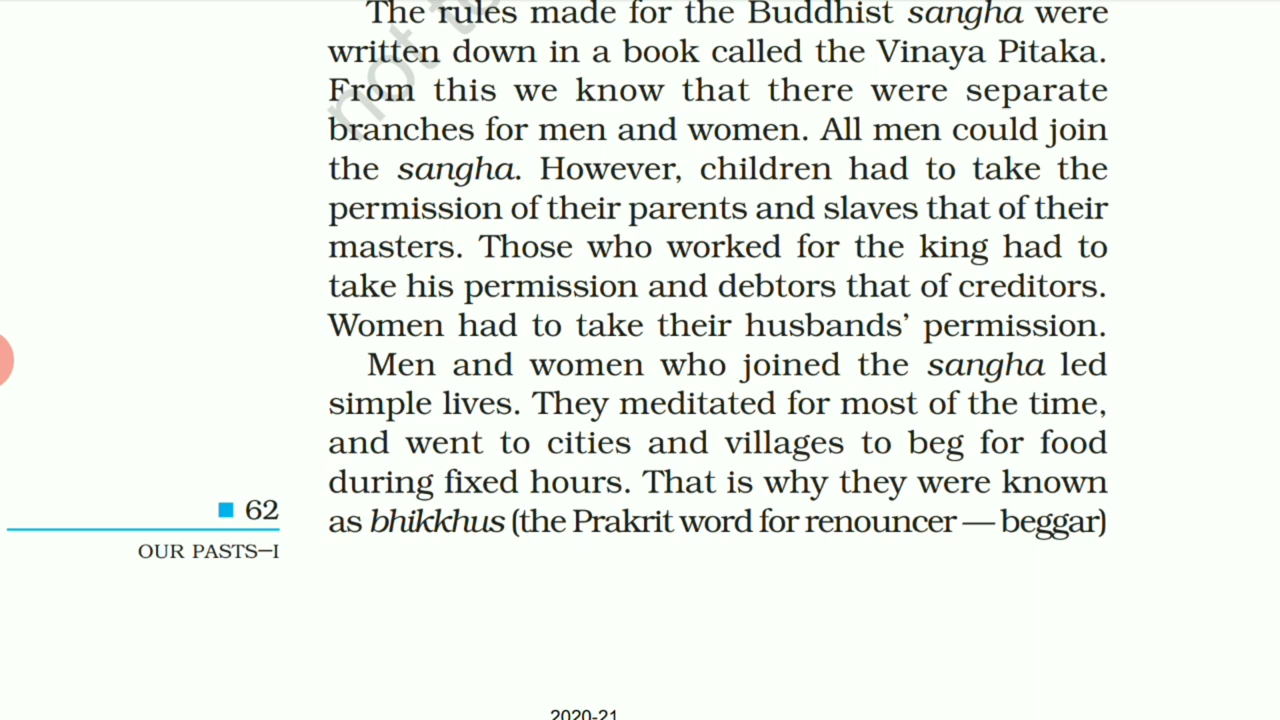 The rules made for the Buddhist sangha were
written down in a book called the Vinaya Pitaka.
From this we know that there were separate
branches for men and women. All men could join
the sangha. However, children had to take the
permission of their parents and slaves that of their
masters. Those who worked for the king had to
take his permission and debtors that of creditors.
Women had to take their husbands’ permission.
Men and women who joined the sangha led
simple lives. They meditated for most of the time,
and went to cities and villages to beg for food
during fixed hours. That is why they were known
as bhikkhus (the Prakrit word for renouncer — beggar)
■ 62
OUR PASTS–I
not
2020-21